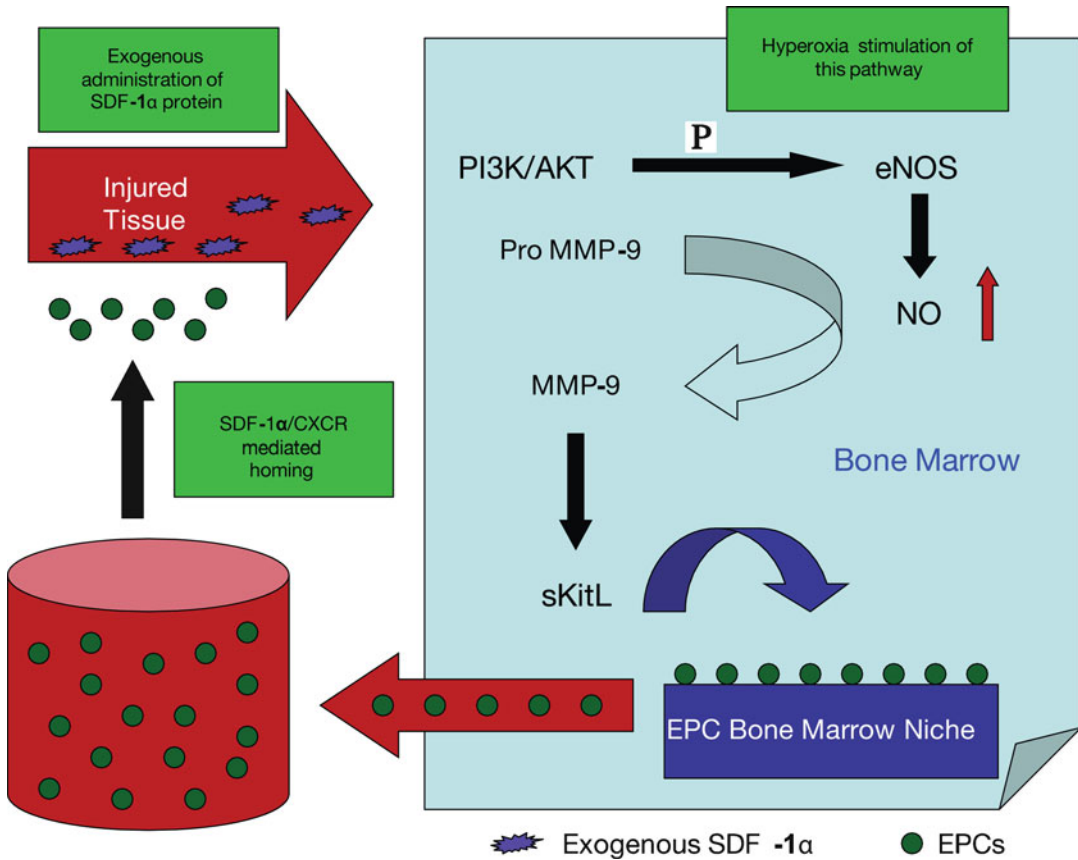 Exogenous
administration of
SDF-1α protein
Injured
Tissue
SDF-1α/CXCR
mediated
homing
Hyperoxia stimulation of
this pathway
PI3K/AKT
P
eNOS
Pro MMP-9
NO
MMP-9
Bone Marrow
sKitL
EPC Bone Marrow Niche
Exogenous SDF -1α
EPCs